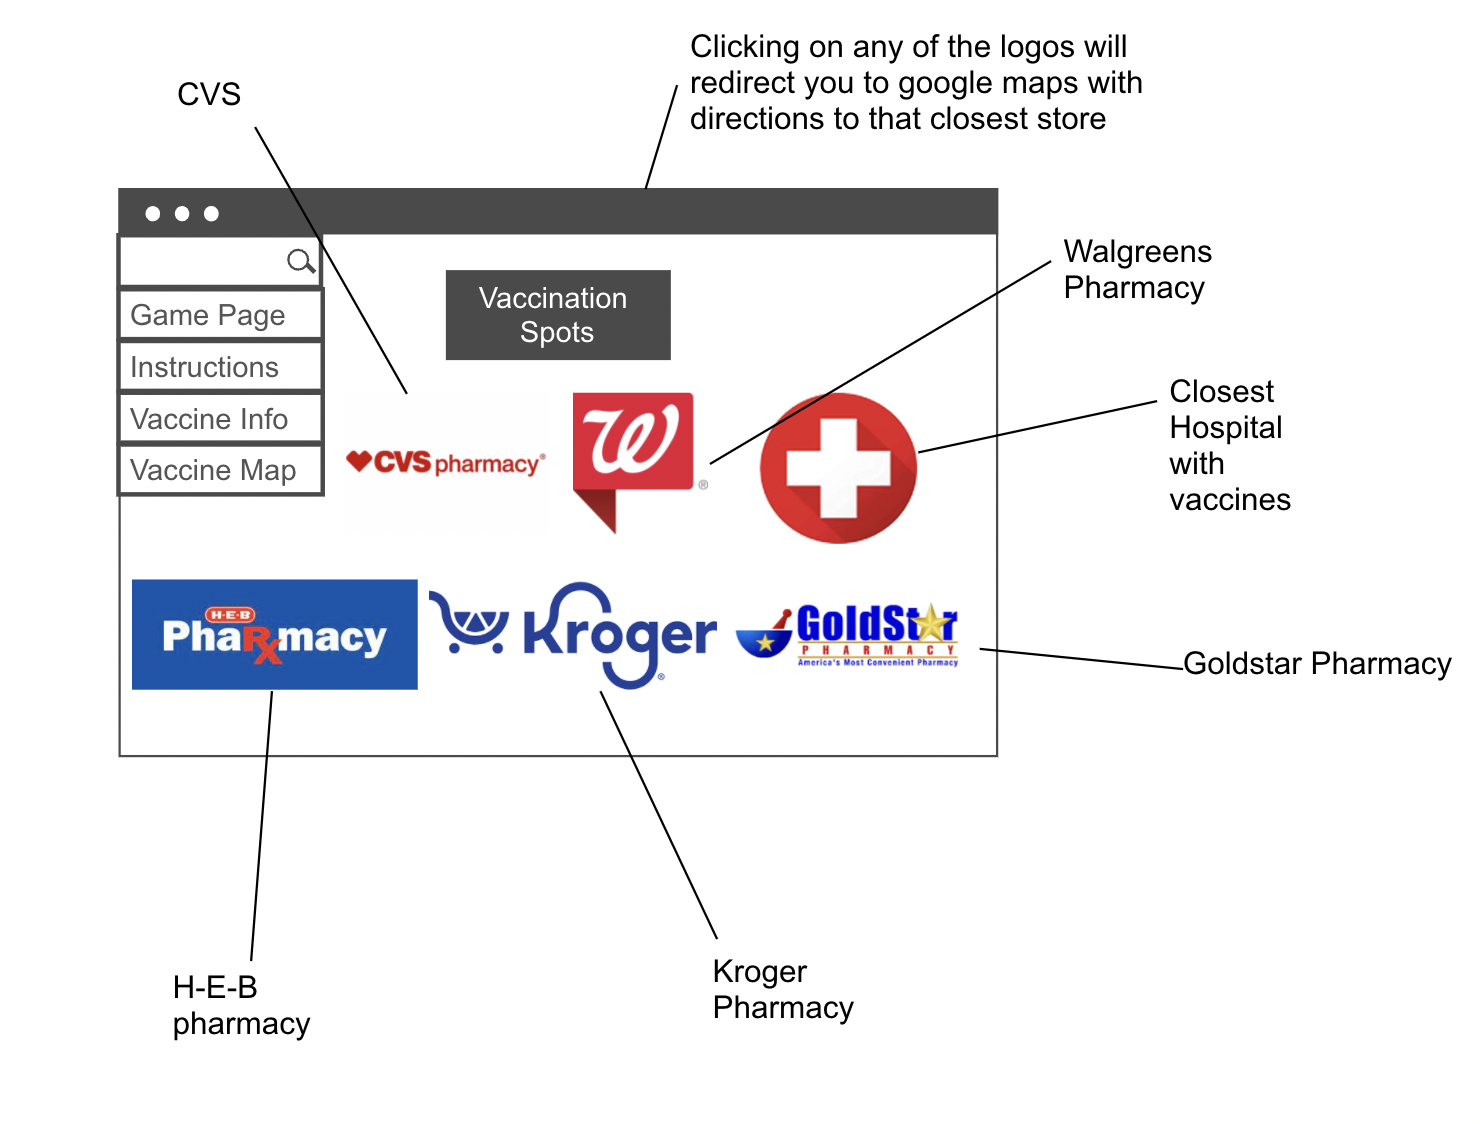 Clicking on any of the logos will
redirect you to google maps with
directions to that closest store
CVS
Walgreens
Pharmacy
Game Page
Instructions
Vaccine Info
Vaccine Map
Vaccination
Spots
Closest
Hospital
with
vaccines
CVS pharmacy®
W
®
H-E-B
PhaRxmacy
Kroger
®
GoldStar
PHARMACY
America's Most Convenient Pharmacy
Goldstar Pharmacy
H-E-B
pharmacy
Kroger
Pharmacy